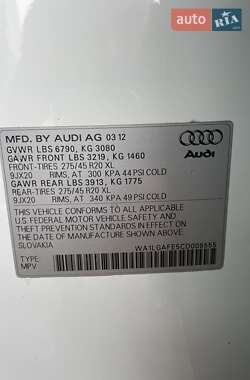 AUTO
RIA
MFD. BY AUDI AG 03 12
GVWR LBS 6790, KG 3080
GAWR FRONT LBS 3219, KG 1460
FRONT-TIRES 275/45 R20 XL
9JX20 RIMS, AT 300 KPA 44 PSI COLD
GAWR REAR LBS 3913, KG 1775
REAR-TIRES 275/45 R20 XL
9JX20 RIMS, AT 340 KPA 49 PSI COLD
Audi
THIS VEHICLE CONFORMS TO ALL APPLICABLE
U.S. FEDERAL MOTOR VEHICLE SAFETY, BUMPER
AND THEFT PREVENTION STANDARDS IN EFFECT
ON THE DATE OF MANUFACTURE SHOWN ABOVE.
SLOVAKIA
TYPE
MPV